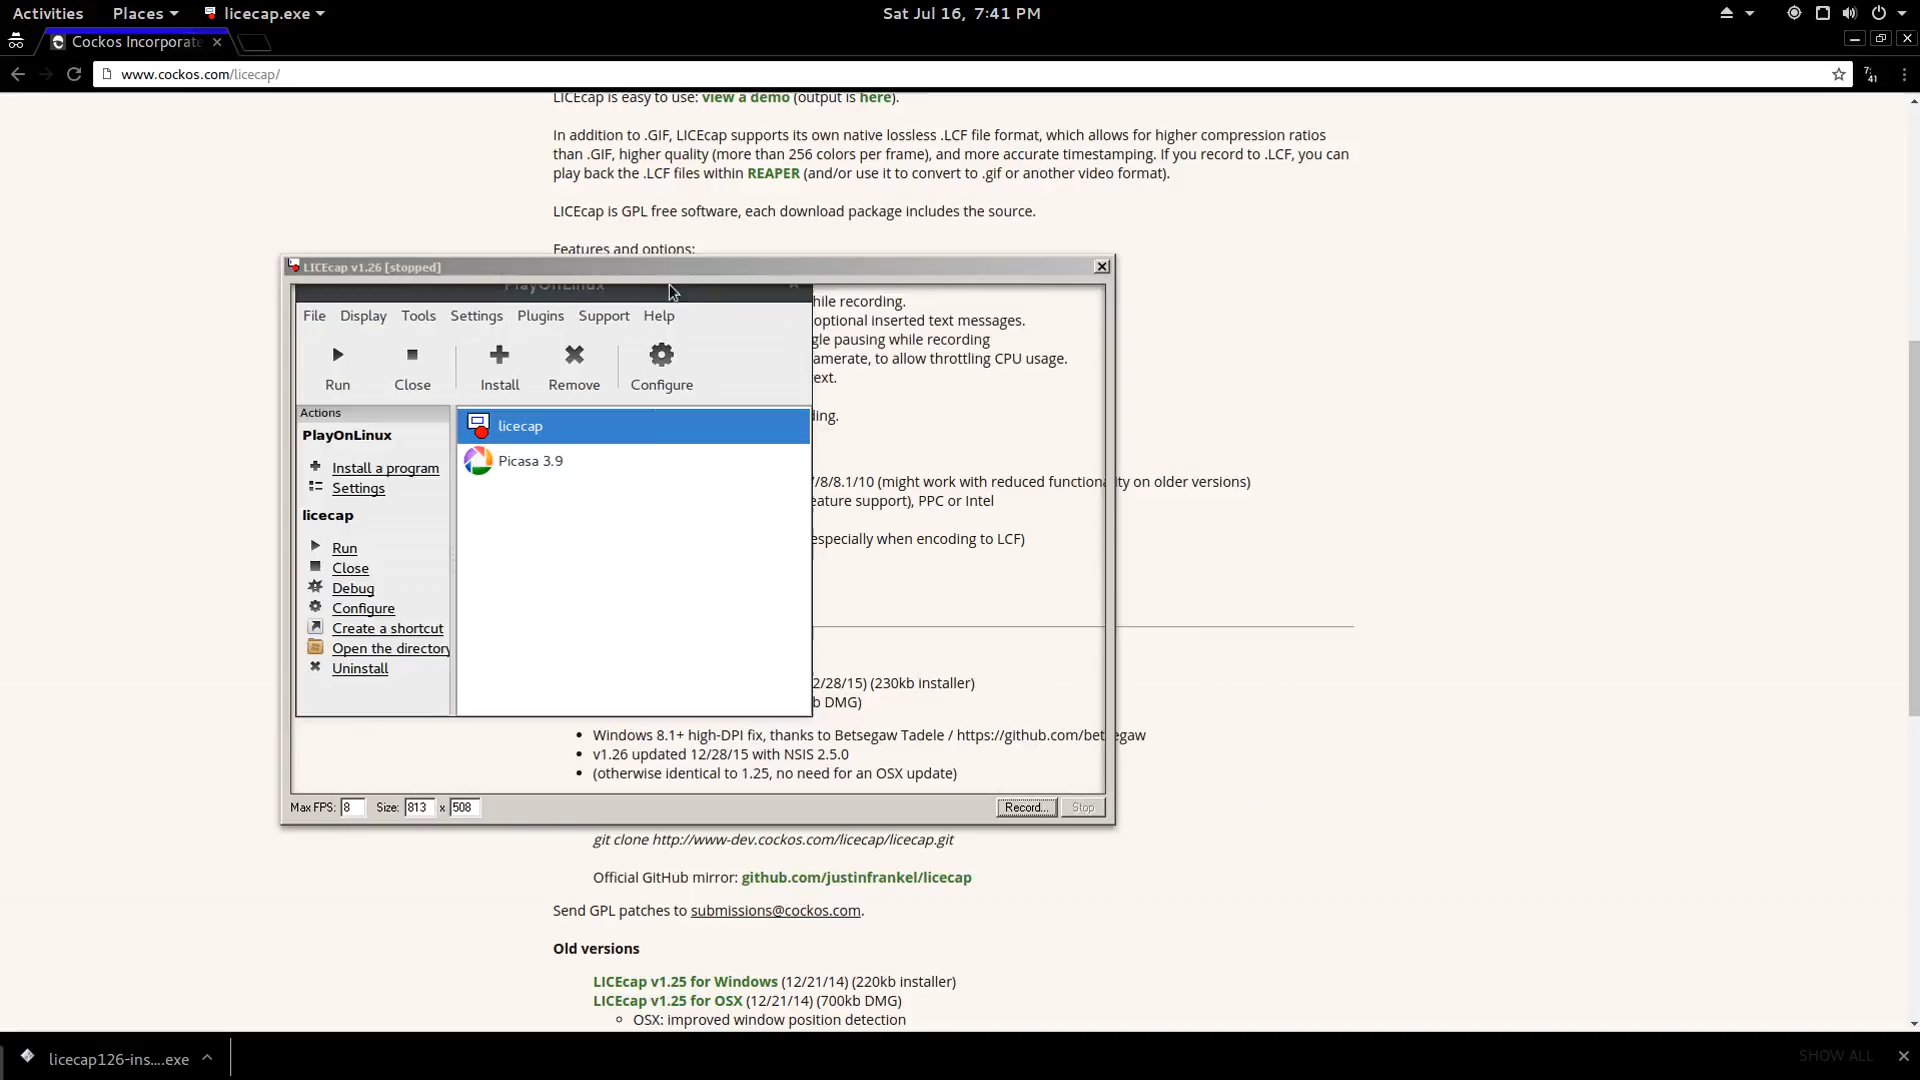 Activities Places licecap.exe Sat Jul 16, 7:41 PM
Cockos Incorporate
www.cockos.com/licecap/ 7: 41
LICEcap is easy to use: view a demo (output is here).
In addition to .GIF, LICEcap supports its own native lossless .LCF file format, which allows for higher compression ratios
than .GIF, higher quality (more than 256 colors per frame), and more accurate timestamping. If you record to .LCF, you can
play back the .LCF files within REAPER (and/or use it to convert to .gif or another video format).
LICEcap is GPL free software, each download package includes the source.
Features and options:
LICEcap v1.26 [stopped]
PlayOnLinux
File Display Tools Settings Plugins Support Help
Run Close Install Remove Configure
Actions
PlayOnLinux
Install a program
Settings
licecap
Run
Close
Debug
Configure
Create a shortcut
Open the directory
Uninstall
licecap
Picasa 3.9
hile recording.
optional inserted text messages.
gle pausing while recording
amerate, to allow throttling CPU usage.
ext.
ding.
/8/8.1/10 (might work with reduced functionality on older versions)
eature support), PPC or Intel
especially when encoding to LCF)
2/28/15) (230kb installer)
b DMG)
Windows 8.1+ high-DPI fix, thanks to Betsegaw Tadele / https://github.com/betsegaw
v1.26 updated 12/28/15 with NSIS 2.5.0
(otherwise identical to 1.25, no need for an OSX update)
Max FPS: 8 Size: 813 x 508 Record... Stop
git clone http://www-dev.cockos.com/licecap/licecap.git
Official GitHub mirror: github.com/justinfrankel/licecap
Send GPL patches to submissions@cockos.com.
Old versions
LICEcap v1.25 for Windows (12/21/14) (220kb installer)
LICEcap v1.25 for OSX (12/21/14) (700kb DMG)
OSX: improved window position detection
licecap126-ins....exe SHOW ALL